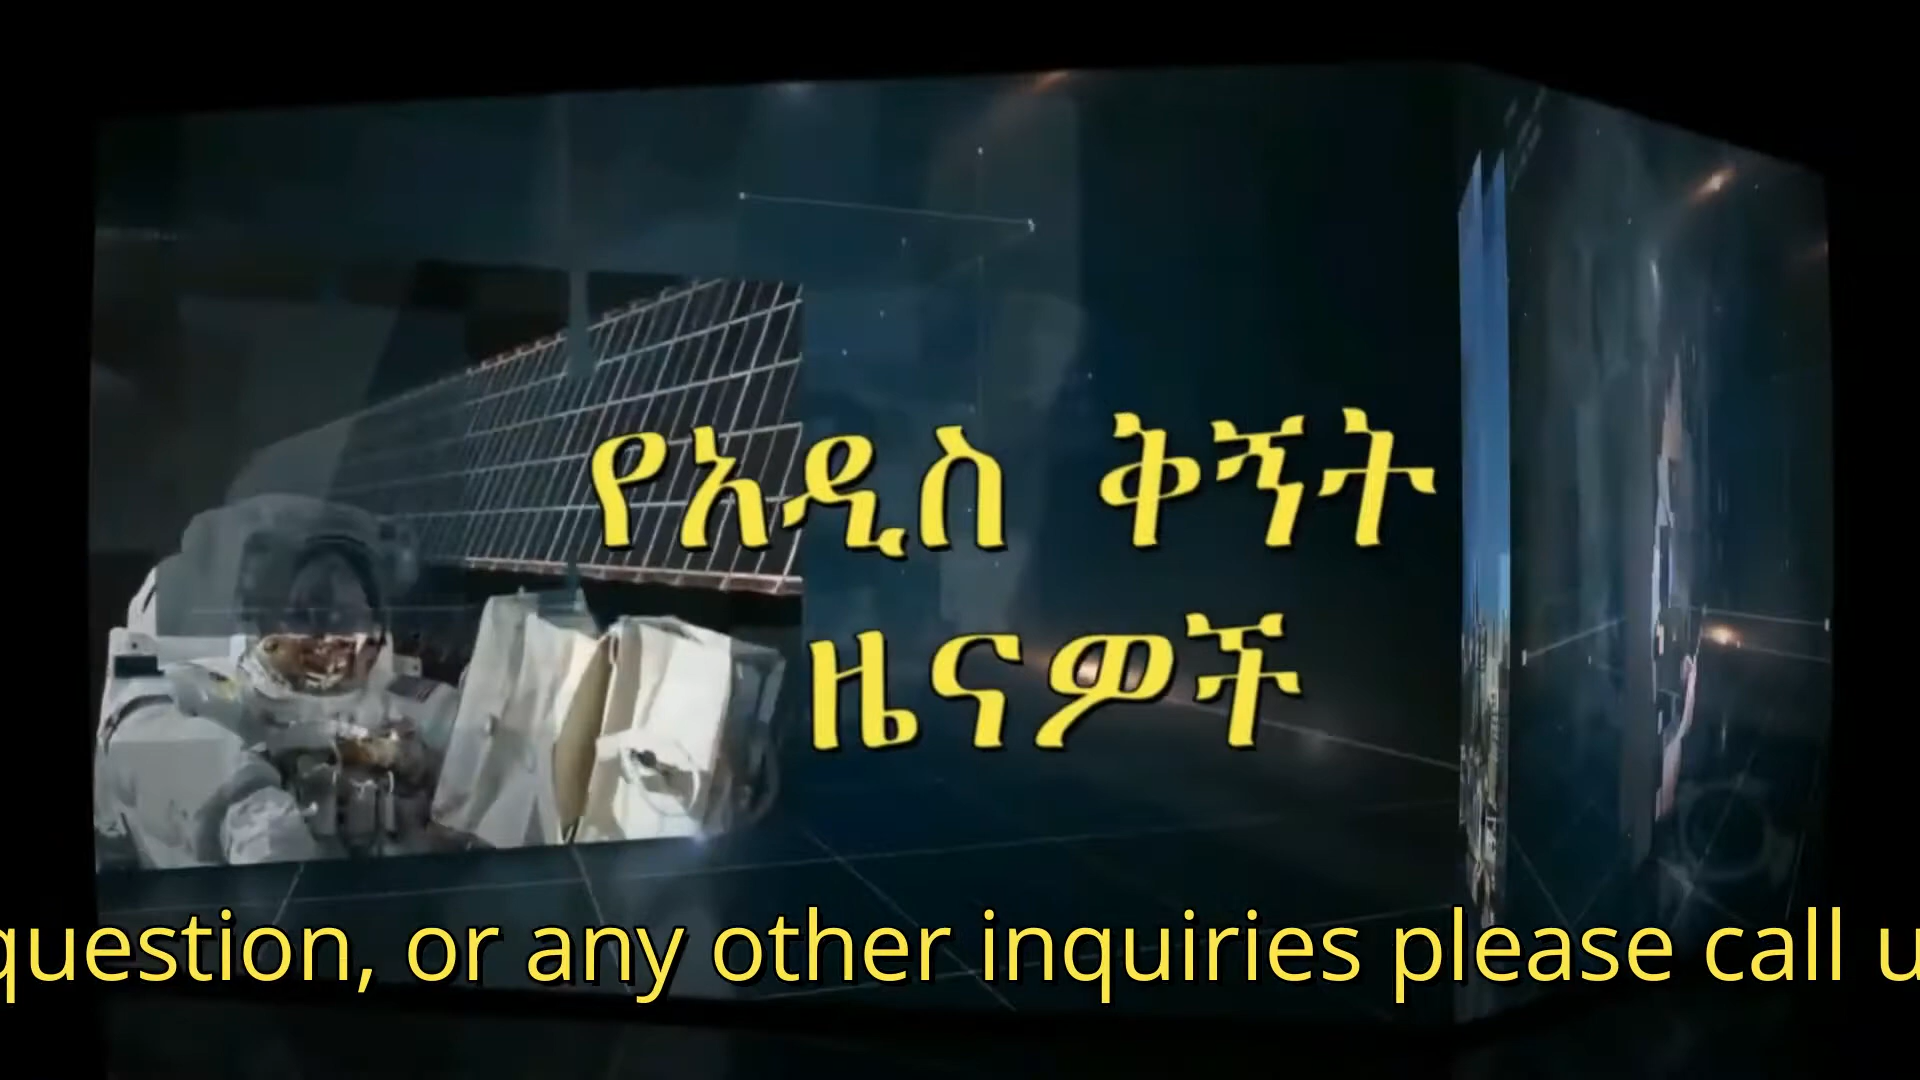 የአዲስ ቅኝት
ዜናዎች
question, or any other inquiries please call u